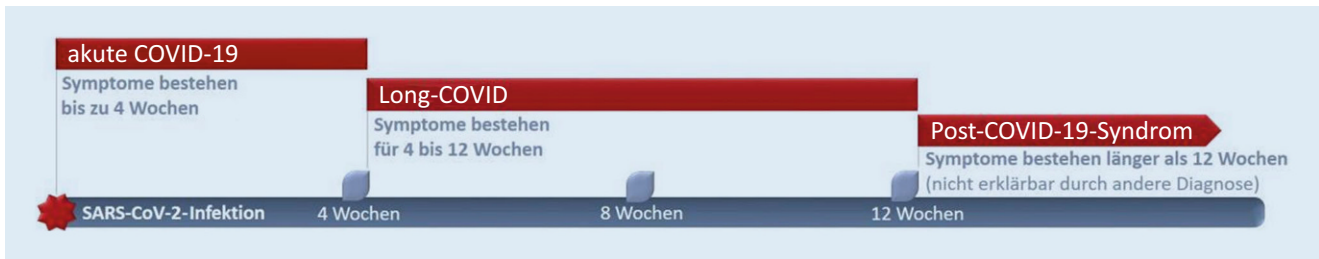 akute COVID-19
Symptome bestehen
bis zu 4 Wochen
Long-COVID
Symptome bestehen
für 4 bis 12 Wochen
Post-COVID-19-Syndrom
Symptome bestehen länger als 12 Wochen
(nicht erklärbar durch andere Diagnose)
SARS-CoV-2-Infektion
4 Wochen
8 Wochen
12 Wochen